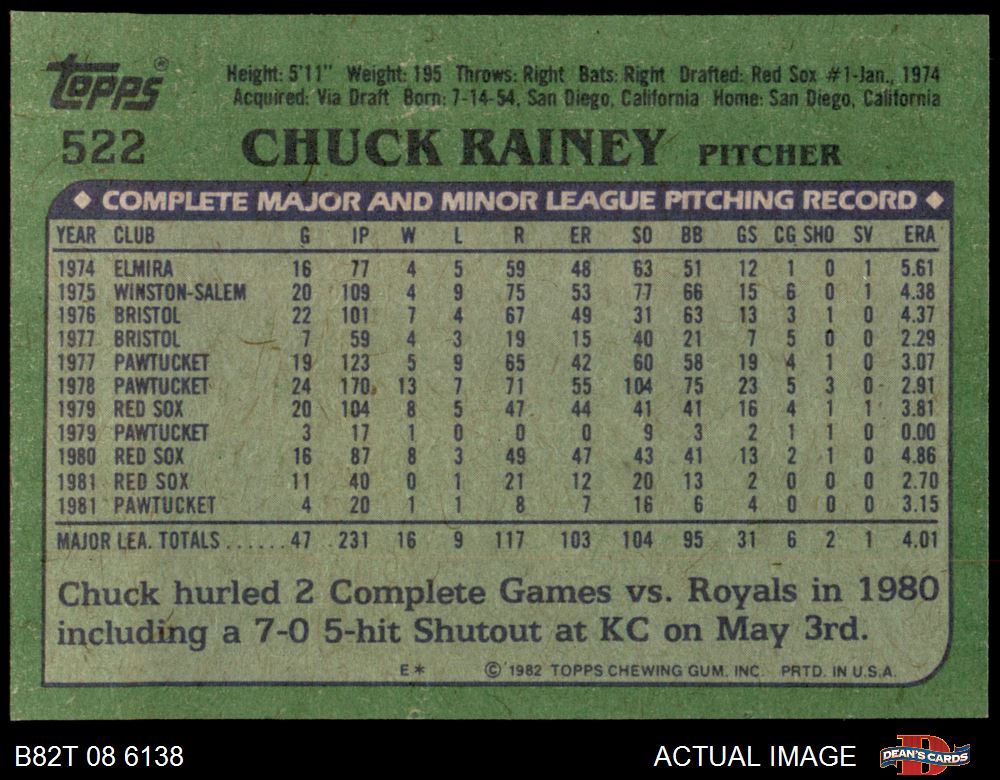 Topps®
Height: 5'11" Weight: 195 Throws: Right Bats: Right Drafted: Red Sox #1-Jan., 1974
Acquired: Via Draft Born: 7-14-54, San Diego, California Home: San Diego, California
522 CHUCK RAINEY PITCHER
◆ COMPLETE MAJOR AND MINOR LEAGUE PITCHING RECORD ◆
YEAR CLUB G IP W L R ER SO BB GS CG SHO SV ERA
1974 ELMIRA 16 77 4 5 59 48 63 51 12 1 0 1 5.61
1975 WINSTON-SALEM 20 109 4 9 75 53 77 66 15 6 0 1 4.38
1976 BRISTOL 22 101 7 4 67 49 31 63 13 3 1 0 4.37
1977 BRISTOL 7 59 4 3 19 15 40 21 7 5 0 0 2.29
1977 PAWTUCKET 19 123 5 9 65 42 60 58 19 4 1 0 3.07
1978 PAWTUCKET 24 170 13 7 71 55 104 75 23 5 3 0 2.91
1979 RED SOX 20 104 8 5 47 44 41 41 16 4 1 1 3.81
1979 PAWTUCKET 3 17 1 0 0 0 9 3 2 1 1 0 0.00
1980 RED SOX 16 87 8 3 49 47 43 41 13 2 1 0 4.86
1981 RED SOX 11 40 0 1 21 12 20 13 2 0 0 0 2.70
1981 PAWTUCKET 4 20 1 1 8 7 16 6 4 0 0 0 3.15
MAJOR LEA. TOTALS......47 231 16 9 117 103 104 95 31 6 2 1 4.01
Chuck hurled 2 Complete Games vs. Royals in 1980
including a 7-0 5-hit Shutout at KC on May 3rd.
E* © 1982 TOPPS CHEWING GUM, INC. PRTD. IN U.S.A.
B82T 08 6138 ACTUAL IMAGE DEAN'S CARDS